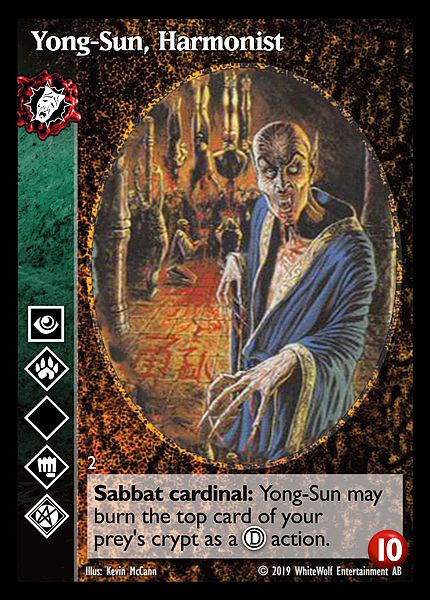 Yong-Sun, Harmonist
2
Sabbat cardinal: Yong-Sun may
burn the top card of your
prey's crypt as a Ⓓ action.
10
Illus: Kevin McCann
© 2019 WhiteWolf Entertainment AB